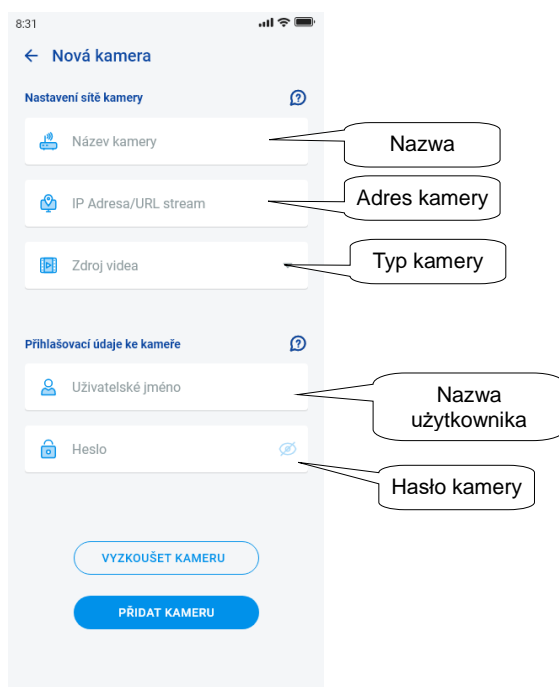 8:31
Nová kamera
Nastavení sítě kamery
Název kamery
Nazwa
IP Adresa/URL stream
Adres kamery
Zdroj videa
Typ kamery
Přihlašovací údaje ke kameře
Uživatelské jméno
Nazwa
użytkownika
Heslo
Hasło kamery
VYZKOUŠET KAMERU
PŘIDAT KAMERU